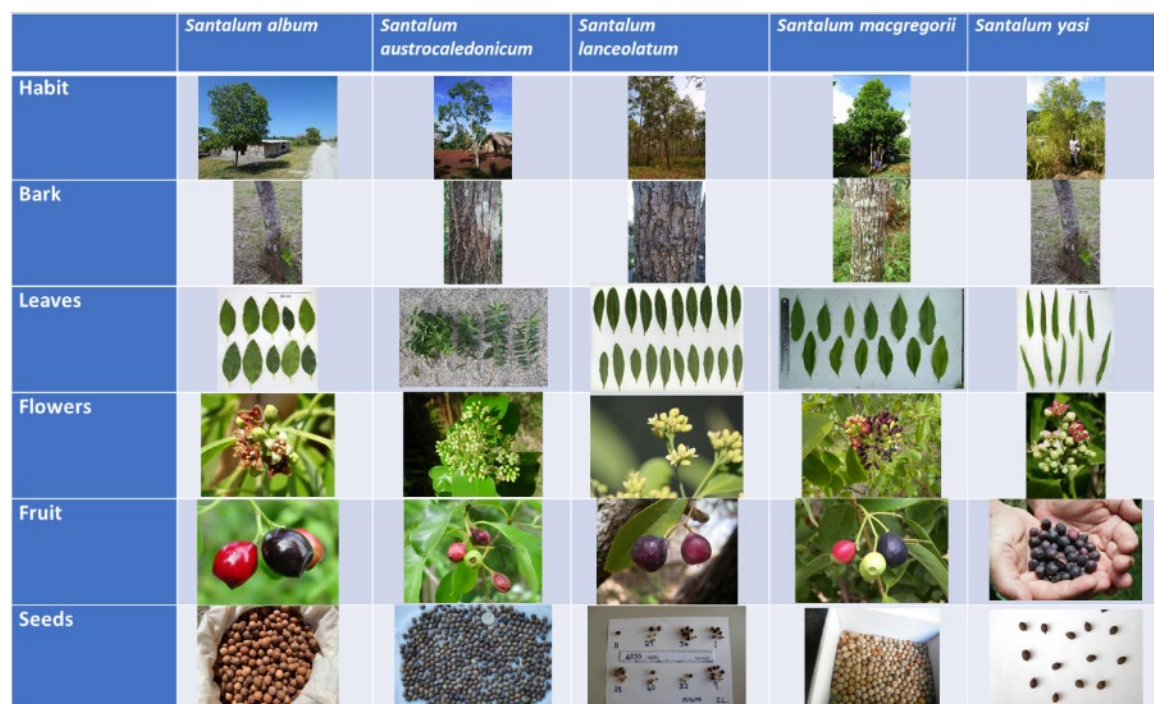 Santalum album
Santalum
austrocaledonicum
Santalum
lanceolatum
Santalum macgregorii
Santalum yasi
Habit
Bark
Leaves
Flowers
Fruit
Seeds